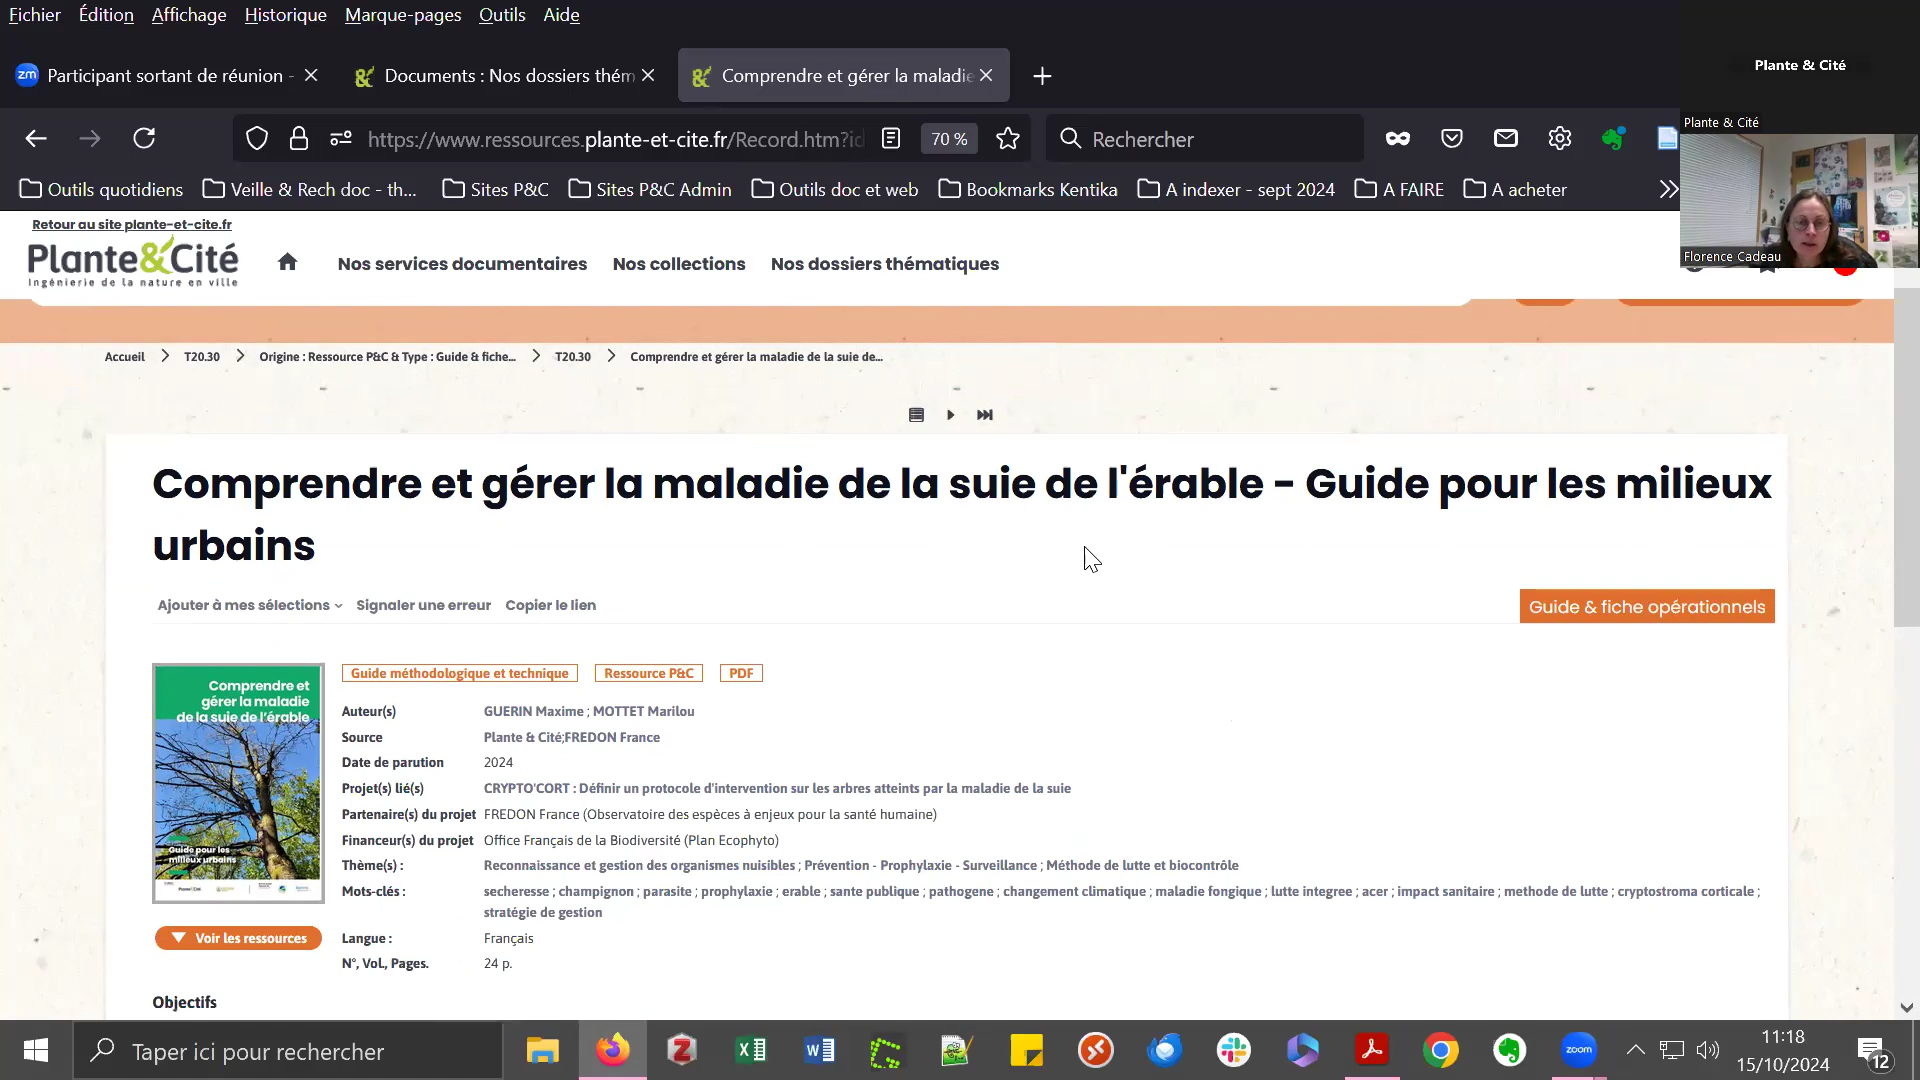 Fichier Édition Affichage Historique Marque-pages Outils Aide
zm Participant sortant de réunion - Documents : Nos dossiers thém Comprendre et gérer la maladie
Plante & Cité
https://www.ressources.plante-et-cite.fr/Record.htm?id 70 % Rechercher
Plante & Cité
Outils quotidiens Veille & Rech doc - th... Sites P&C Sites P&C Admin Outils doc et web Bookmarks Kentika A indexer - sept 2024 A FAIRE A acheter
Florence Cadeau
Retour au site plante-et-cite.fr
Plante&Cité
Ingénierie de la nature en ville
Nos services documentaires Nos collections Nos dossiers thématiques
Accueil T20.30 Origine : Ressource P&C & Type : Guide & fiche... T20.30 Comprendre et gérer la maladie de la suie de...
Comprendre et gérer la maladie de la suie de l'érable - Guide pour les milieux
urbains
Ajouter à mes sélections Signaler une erreur Copier le lien
Guide & fiche opérationnels
Comprendre et
gérer la maladie
de la suie de l'érable
Guide pour les
milieux urbains
Plante&Cité
Voir les ressources
Guide méthodologique et technique Ressource P&C PDF
Auteur(s) GUERIN Maxime ; MOTTET Marilou
Source Plante & Cité;FREDON France
Date de parution 2024
Projet(s) lié(s) CRYPTO'CORT : Définir un protocole d'intervention sur les arbres atteints par la maladie de la suie
Partenaire(s) du projet FREDON France (Observatoire des espèces à enjeux pour la santé humaine)
Financeur(s) du projet Office Français de la Biodiversité (Plan Ecophyto)
Thème(s) : Reconnaissance et gestion des organismes nuisibles ; Prévention - Prophylaxie - Surveillance ; Méthode de lutte et biocontrôle
Mots-clés : secheresse ; champignon ; parasite ; prophylaxie ; erable ; sante publique ; pathogene ; changement climatique ; maladie fongique ; lutte integree ; acer ; impact sanitaire ; methode de lutte ; cryptostroma corticale ;
stratégie de gestion
Langue : Français
N°, Vol., Pages. 24 p.
Objectifs
Taper ici pour rechercher
zoom
11:18
15/10/2024
12